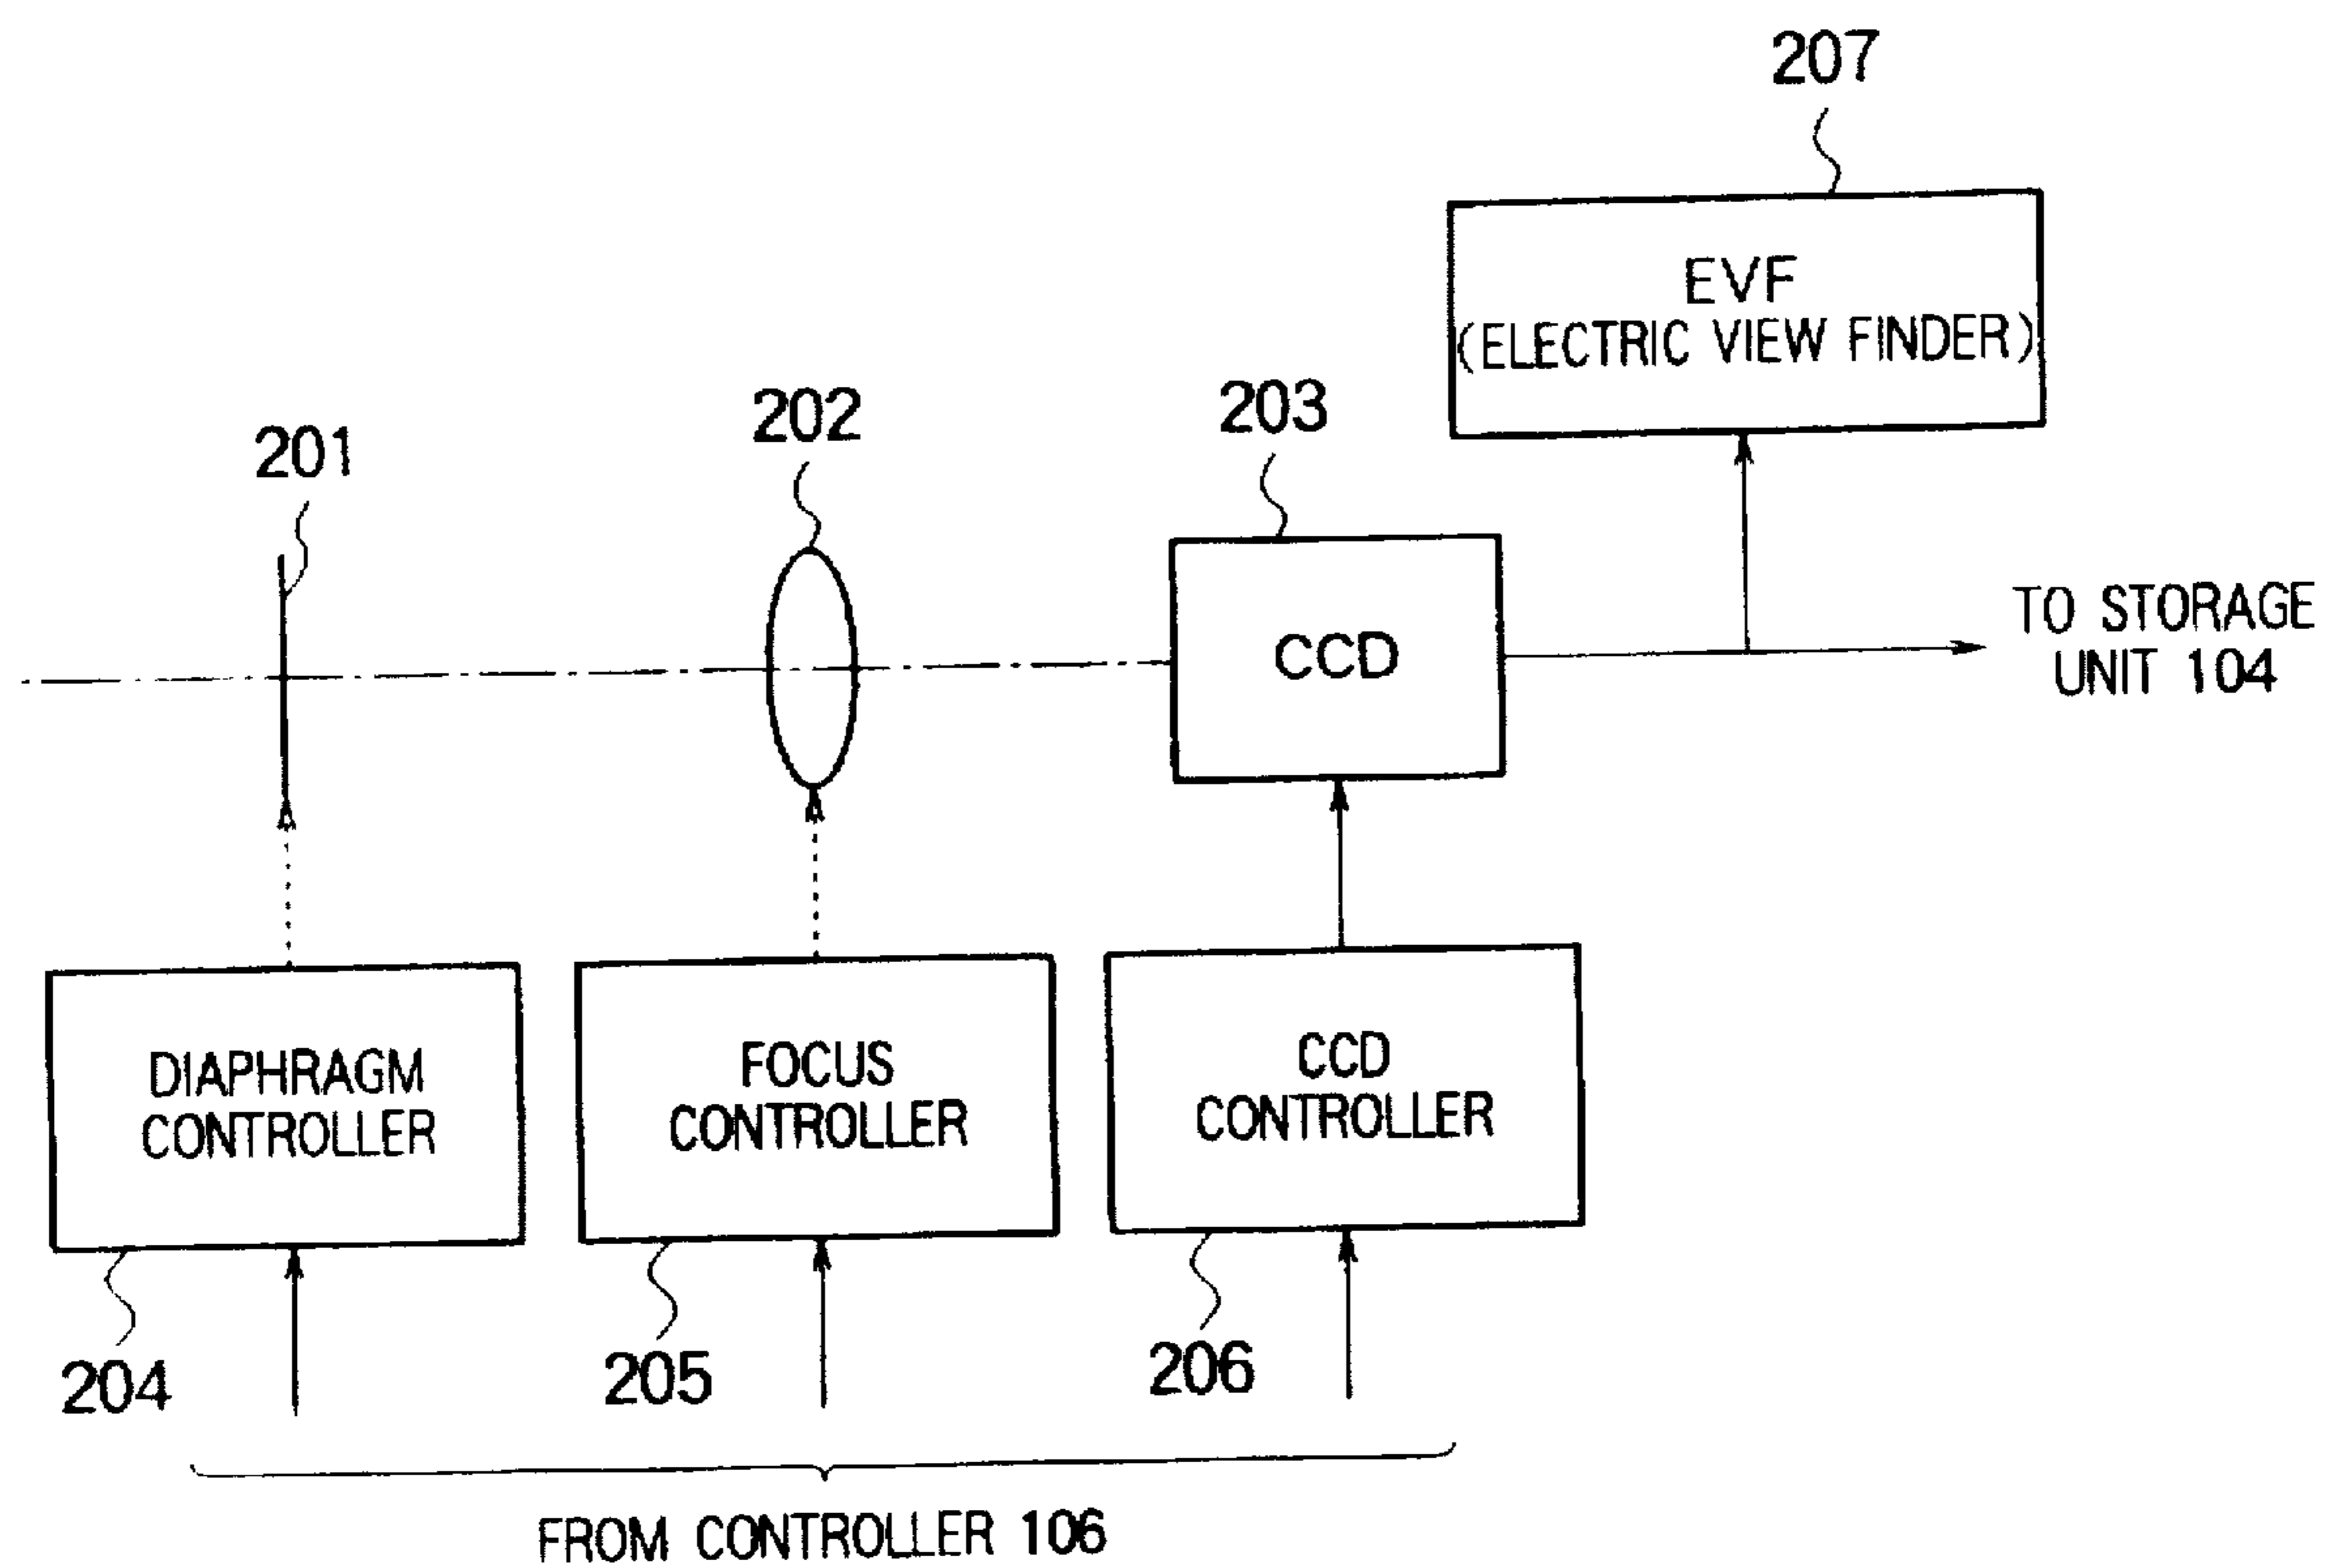 207
EVF
(ELECTRIC VIEW FINDER)
203
202
201
CCD
TO STORAGE
UNIT 104
DIAPHRAGM
CONTROLLER
FOCUS
CONTROLLER
CCD
CONTROLLER
204
205
206
FROM CONTROLLER 106